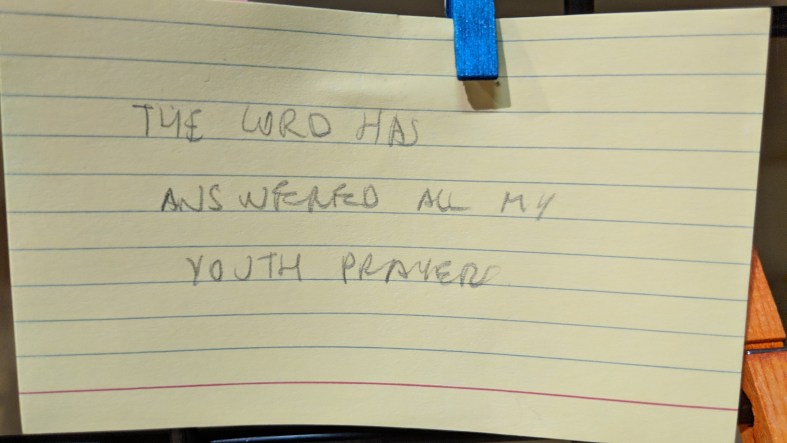 THE LORD HAS
ANSWERED ALL MY
YOUTH PRAYERS